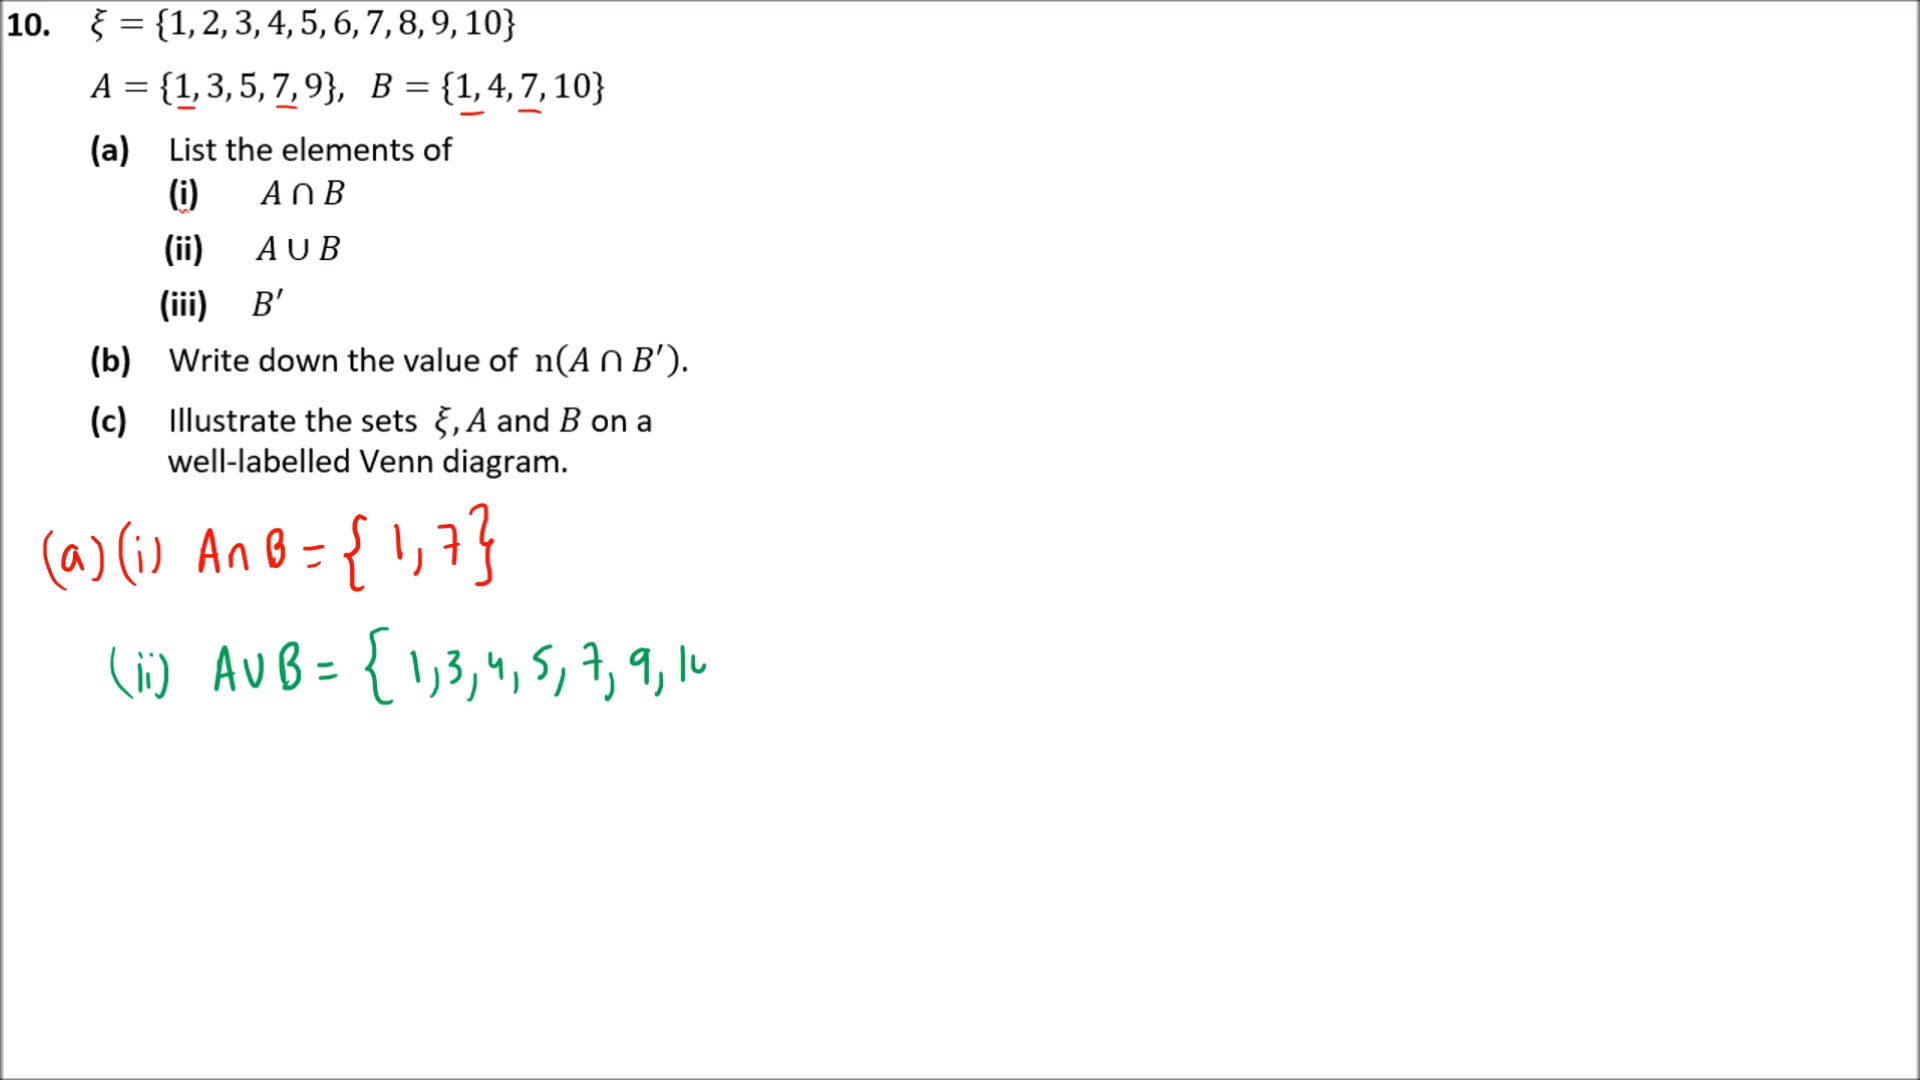 10. ξ = {1, 2, 3, 4, 5, 6, 7, 8, 9, 10}
A = {1, 3, 5, 7, 9}, B = {1, 4, 7, 10}
(a) List the elements of
(i) A ∩ B
(ii) A ∪ B
(iii) B′
(b) Write down the value of n(A ∩ B′).
(c) Illustrate the sets ξ, A and B on a
well-labelled Venn diagram.
(a) (i) A∩B = {1, 7}
(ii) A∪B = {1, 3, 4, 5, 7, 9,